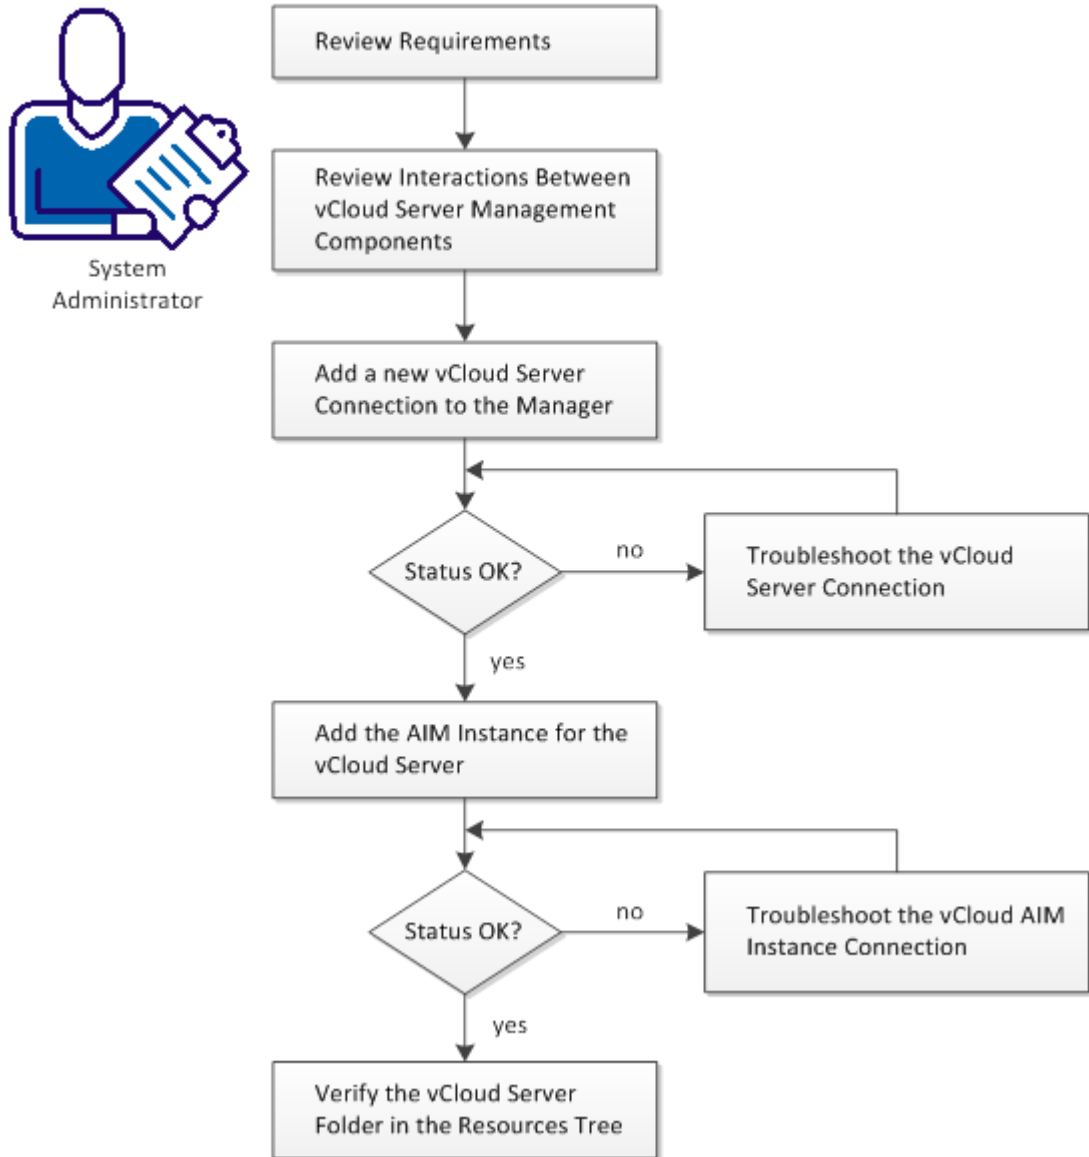 Review Requirements
System
Administrator
Review Interactions Between
vCloud Server Management
Components
Add a new vCloud Server
Connection to the Manager
Status OK?
no
Troubleshoot the vCloud
Server Connection
yes
Add the AIM Instance for the
vCloud Server
Status OK?
no
Troubleshoot the vCloud AIM
Instance Connection
yes
Verify the vCloud Server
Folder in the Resources Tree